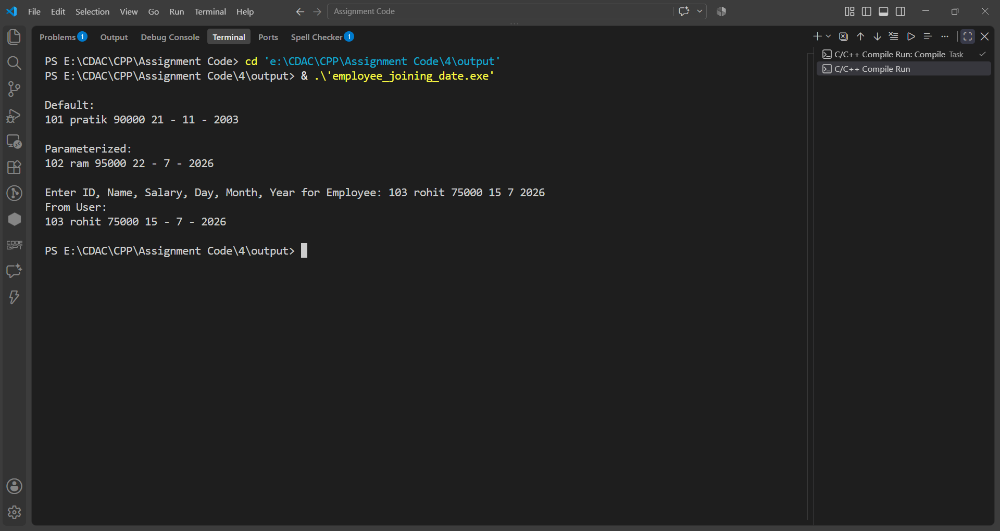 File Edit Selection View Go Run Terminal Help
Assignment Code
Problems 1 Output Debug Console Terminal Ports Spell Checker 1
PS E:\CDAC\CPP\Assignment Code> cd 'e:\CDAC\CPP\Assignment Code\4\output'
PS E:\CDAC\CPP\Assignment Code\4\output> & .\'employee_joining_date.exe'
Default:
101 pratik 90000 21 - 11 - 2003
Parameterized:
102 ram 95000 22 - 7 - 2026
Enter ID, Name, Salary, Day, Month, Year for Employee: 103 rohit 75000 15 7 2026
From User:
103 rohit 75000 15 - 7 - 2026
PS E:\CDAC\CPP\Assignment Code\4\output>
C/C++ Compile Run: Compile Task
C/C++ Compile Run
CODE
GPT